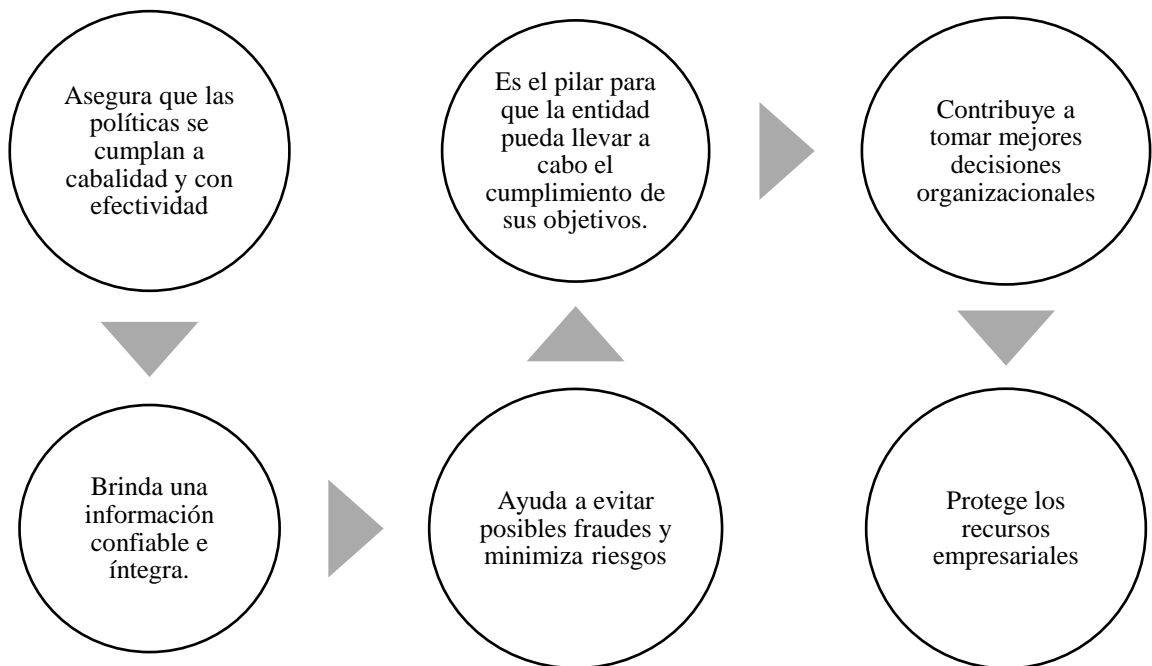 Asegura que las
políticas se
cumplan a
cabalidad y con
efectividad
Brinda una
información
confiable e
íntegra.
Ayuda a evitar
posibles fraudes y
minimiza riesgos
Es el pilar para
que la entidad
pueda llevar a
cabo el
cumplimiento de
sus objetivos.
Contribuye a
tomar mejores
decisiones
organizacionales
Protege los
recursos
empresariales